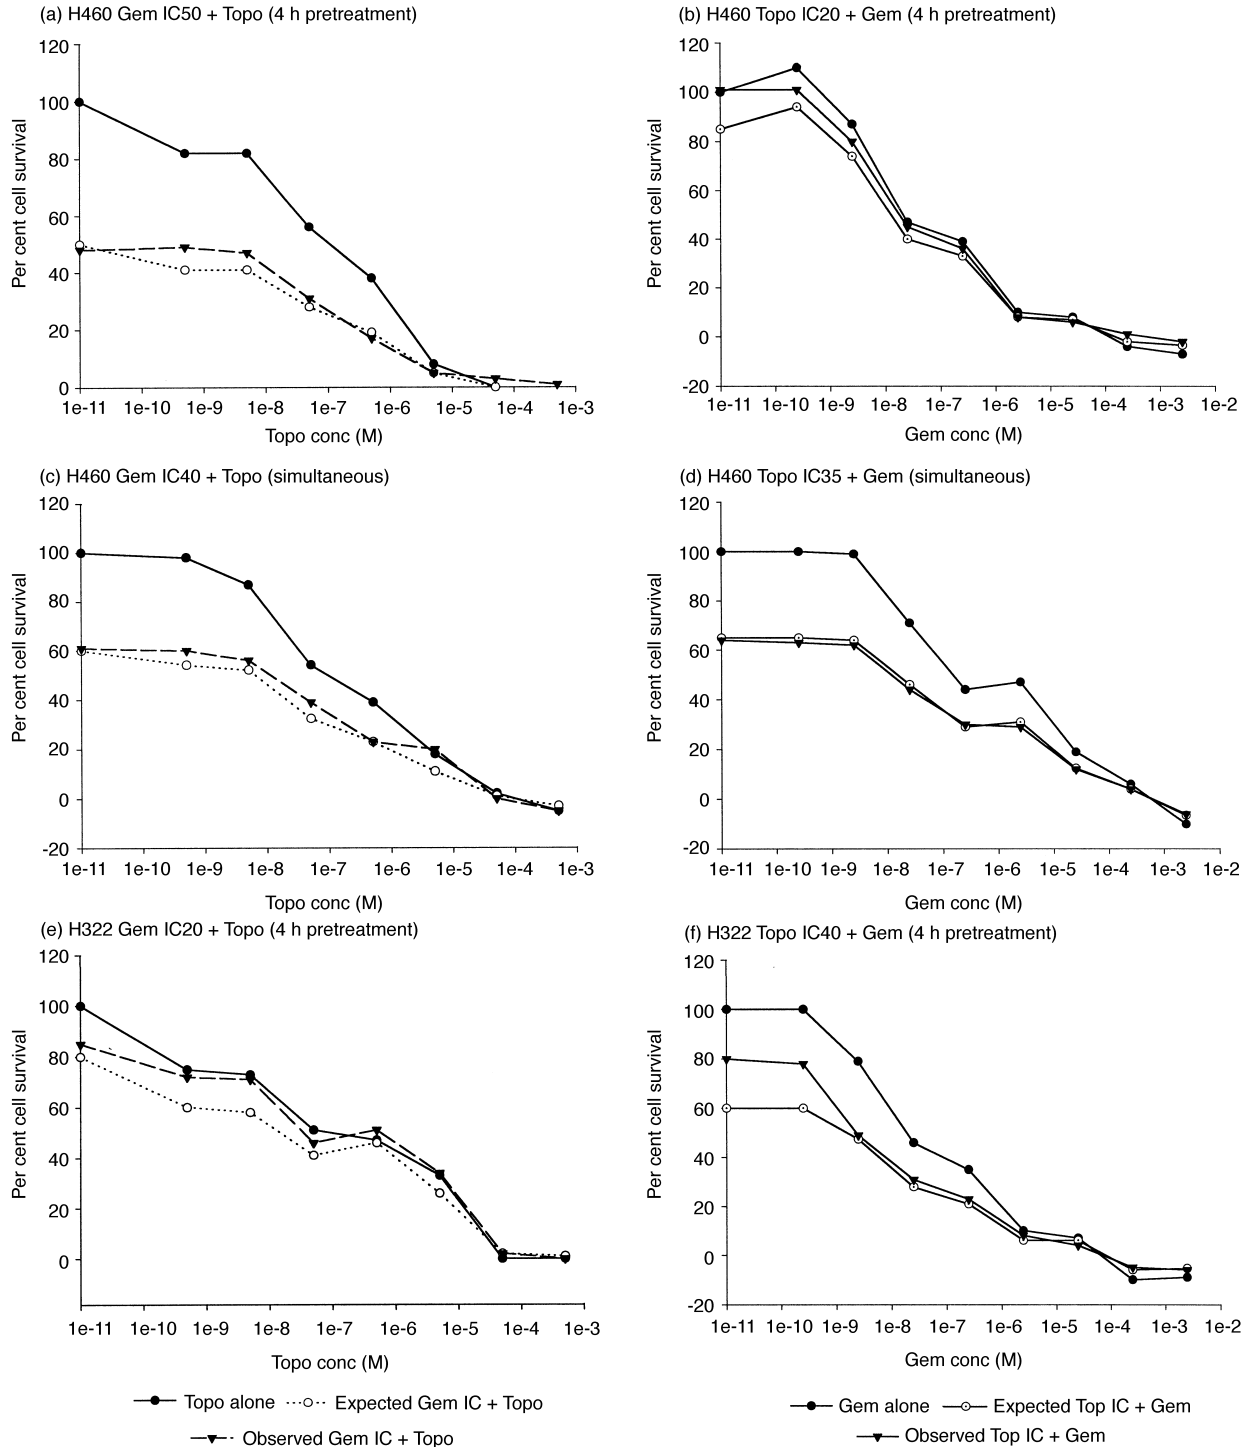 (a) H460 Gem IC50 + Topo (4 h pretreatment)
120
100
80
60
40
20
0
Per cent cell survival
1e-11 1e-10 1e-9 1e-8 1e-7 1e-6 1e-5 1e-4 1e-3
Topo conc (M)
(b) H460 Topo IC20 + Gem (4 h pretreatment)
120
100
80
60
40
20
0
-20
Per cent cell survival
1e-11 1e-10 1e-9 1e-8 1e-7 1e-6 1e-5 1e-4 1e-3 1e-2
Gem conc (M)
(c) H460 Gem IC40 + Topo (simultaneous)
120
100
80
60
40
20
0
-20
Per cent cell survival
1e-11 1e-10 1e-9 1e-8 1e-7 1e-6 1e-5 1e-4 1e-3
Topo conc (M)
(d) H460 Topo IC35 + Gem (simultaneous)
120
100
80
60
40
20
0
-20
Per cent cell survival
1e-11 1e-10 1e-9 1e-8 1e-7 1e-6 1e-5 1e-4 1e-3 1e-2
Gem conc (M)
(e) H322 Gem IC20 + Topo (4 h pretreatment)
120
100
80
60
40
20
0
Per cent cell survival
1e-11 1e-10 1e-9 1e-8 1e-7 1e-6 1e-5 1e-4 1e-3
Topo conc (M)
(f) H322 Topo IC40 + Gem (4 h pretreatment)
120
100
80
60
40
20
0
-20
Per cent cell survival
1e-11 1e-10 1e-9 1e-8 1e-7 1e-6 1e-5 1e-4 1e-3 1e-2
Gem conc (M)
Topo alone Expected Gem IC + Topo
Observed Gem IC + Topo
Gem alone Expected Top IC + Gem
Observed Top IC + Gem